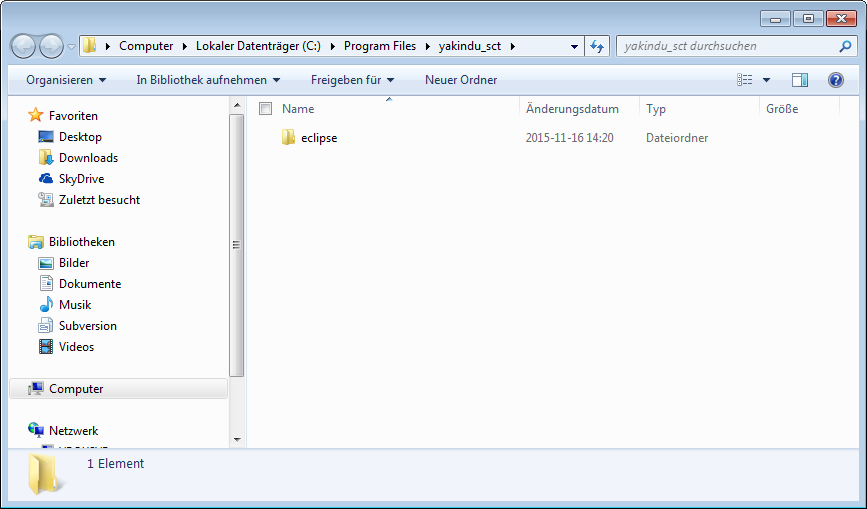 Computer Lokaler Datenträger (C:) Program Files yakindu_sct
yakindu_sct durchsuchen
Organisieren In Bibliothek aufnehmen Freigeben für Neuer Ordner
Favoriten
Desktop
Downloads
SkyDrive
Zuletzt besucht
Bibliotheken
Bilder
Dokumente
Musik
Subversion
Videos
Computer
Netzwerk
Name Änderungsdatum Typ Größe
eclipse 2015-11-16 14:20 Dateiordner
1 Element